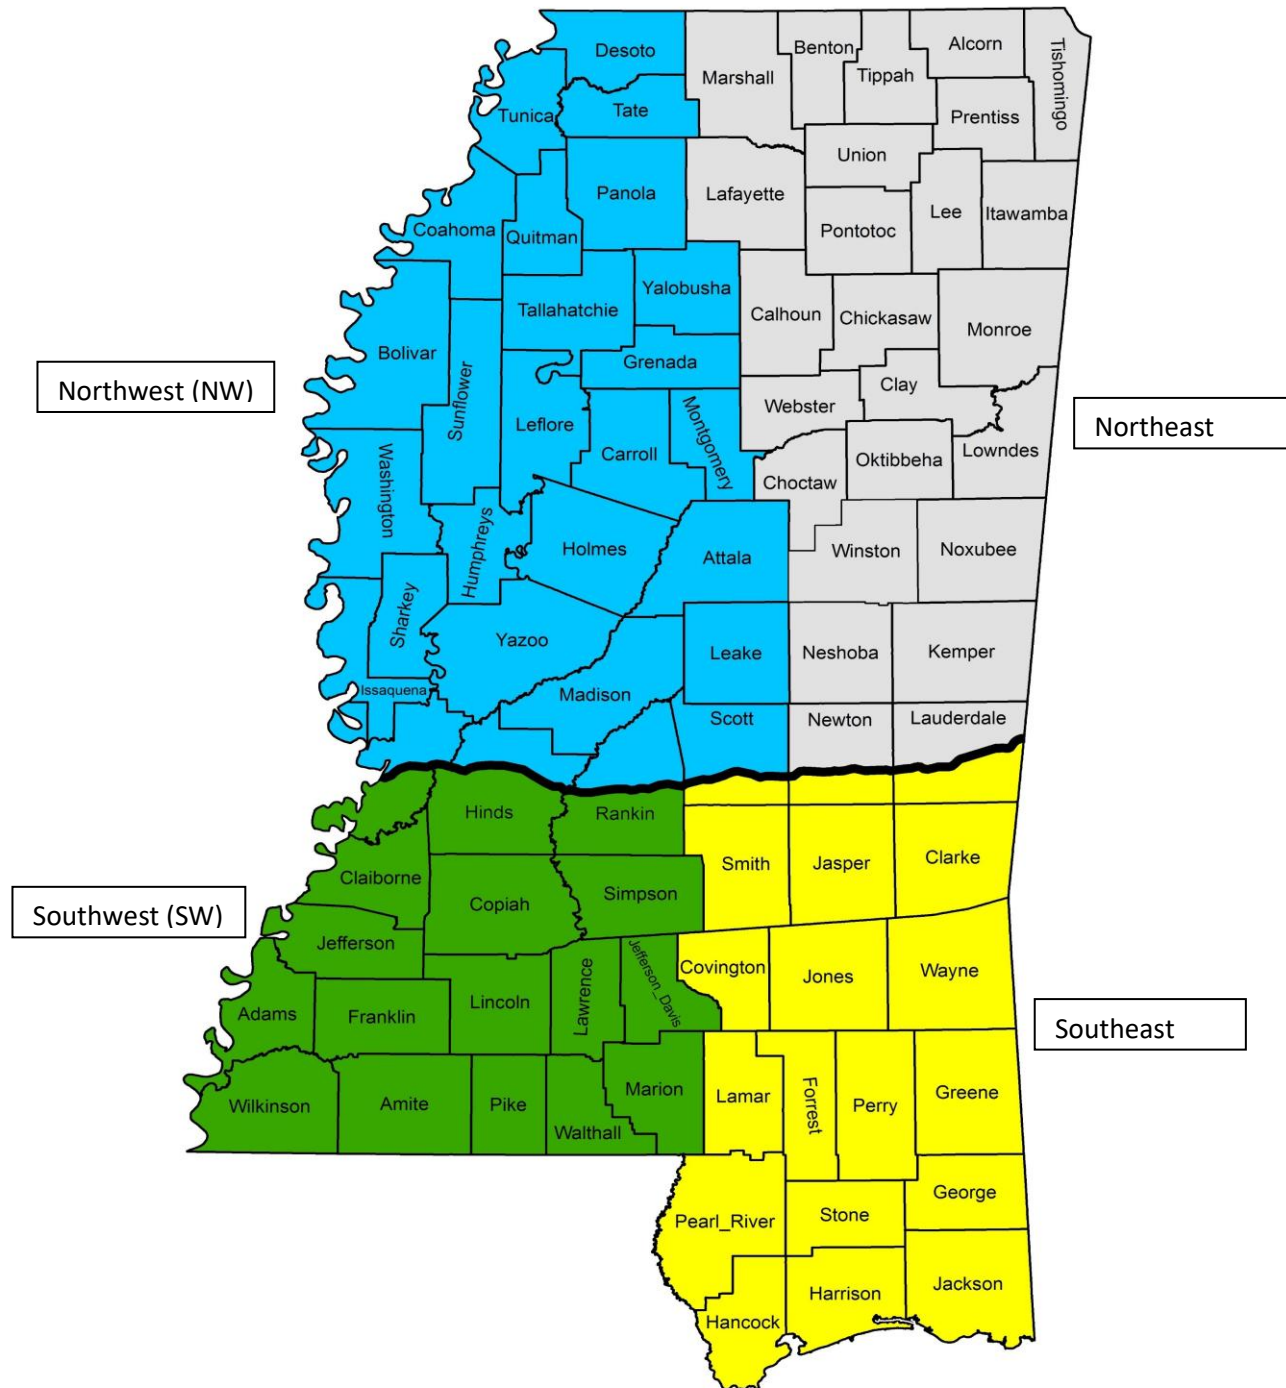 Desoto
Marshall
Benton
Tippah
Alcorn
Tishomingo
Tunica
Tate
Prentiss
Union
Panola
Lafayette
Coahoma
Quitman
Pontotoc
Lee
Itawamba
Tallahatchie
Yalobusha
Calhoun
Chickasaw
Monroe
Bolivar
Sunflower
Grenada
Clay
Northwest (NW)
Webster
Northeast
Leflore
Carroll
Montgomery
Choctaw
Oktibbeha
Lowndes
Washington
Humphreys
Holmes
Attala
Winston
Noxubee
Sharkey
Yazoo
Leake
Neshoba
Kemper
Issaquena
Madison
Scott
Newton
Lauderdale
Hinds
Rankin
Smith
Jasper
Clarke
Claiborne
Copiah
Simpson
Southwest (SW)
Jefferson
Lawrence
Jefferson_Davis
Covington
Jones
Wayne
Adams
Franklin
Lincoln
Southeast
Wilkinson
Amite
Pike
Walthall
Marion
Lamar
Forrest
Perry
Greene
George
Pearl_River
Stone
Hancock
Harrison
Jackson